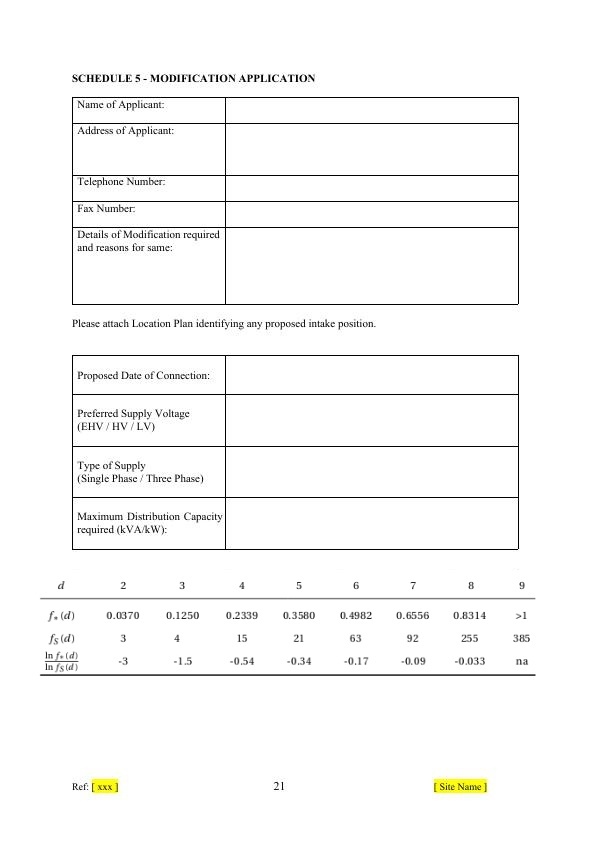 SCHEDULE 5 - MODIFICATION APPLICATION
Name of Applicant:
Address of Applicant:
Telephone Number:
Fax Number:
Details of Modification required
and reasons for same:
Please attach Location Plan identifying any proposed intake position.
Proposed Date of Connection:
Preferred Supply Voltage
(EHV / HV / LV)
Type of Supply
(Single Phase / Three Phase)
Maximum Distribution Capacity
required (kVA/kW):
d 2 3 4 5 6 7 8 9
f*(d) 0.0370 0.1250 0.2339 0.3580 0.4982 0.6556 0.8314 >1
fS(d) 3 4 15 21 63 92 255 385
ln f*(d) / ln fS(d) -3 -1.5 -0.54 -0.34 -0.17 -0.09 -0.033 na
Ref: [ xxx ] 21 [ Site Name ]